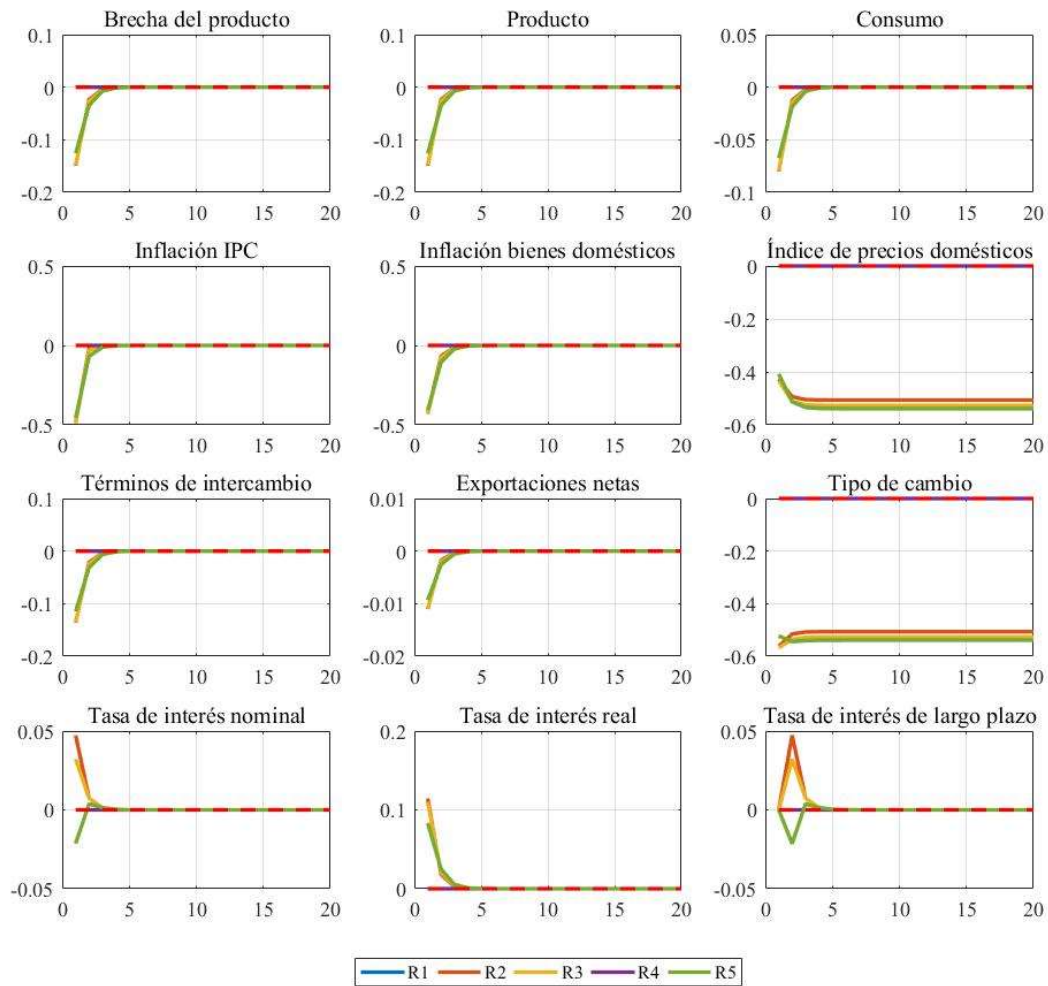 Brecha del producto
0.1
0
-0.1
-0.2
0 5 10 15 20
Producto
0.1
0
-0.1
-0.2
0 5 10 15 20
Consumo
0.05
0
-0.05
-0.1
0 5 10 15 20
Inflación IPC
0.5
0
-0.5
0 5 10 15 20
Inflación bienes domésticos
0.5
0
-0.5
0 5 10 15 20
Índice de precios domésticos
0
-0.2
-0.4
-0.6
0 5 10 15 20
Términos de intercambio
0.1
0
-0.1
-0.2
0 5 10 15 20
Exportaciones netas
0.01
0
-0.01
-0.02
0 5 10 15 20
Tipo de cambio
0
-0.2
-0.4
-0.6
0 5 10 15 20
Tasa de interés nominal
0.05
0
-0.05
0 5 10 15 20
Tasa de interés real
0.2
0.1
0
0 5 10 15 20
Tasa de interés de largo plazo
0.05
0
-0.05
0 5 10 15 20
R1 R2 R3 R4 R5